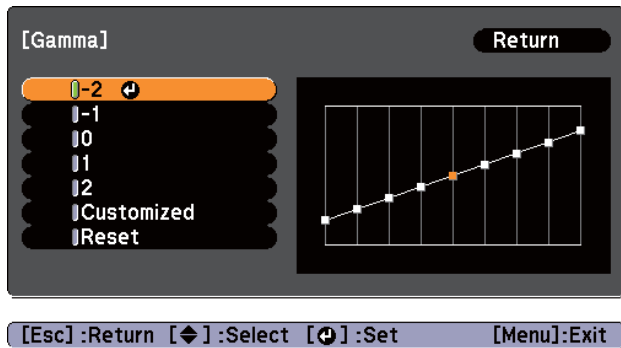 [Gamma]
Return
-2
-1
0
1
2
Customized
Reset
[Esc] :Return [◆] :Select [↵] :Set [Menu]:Exit